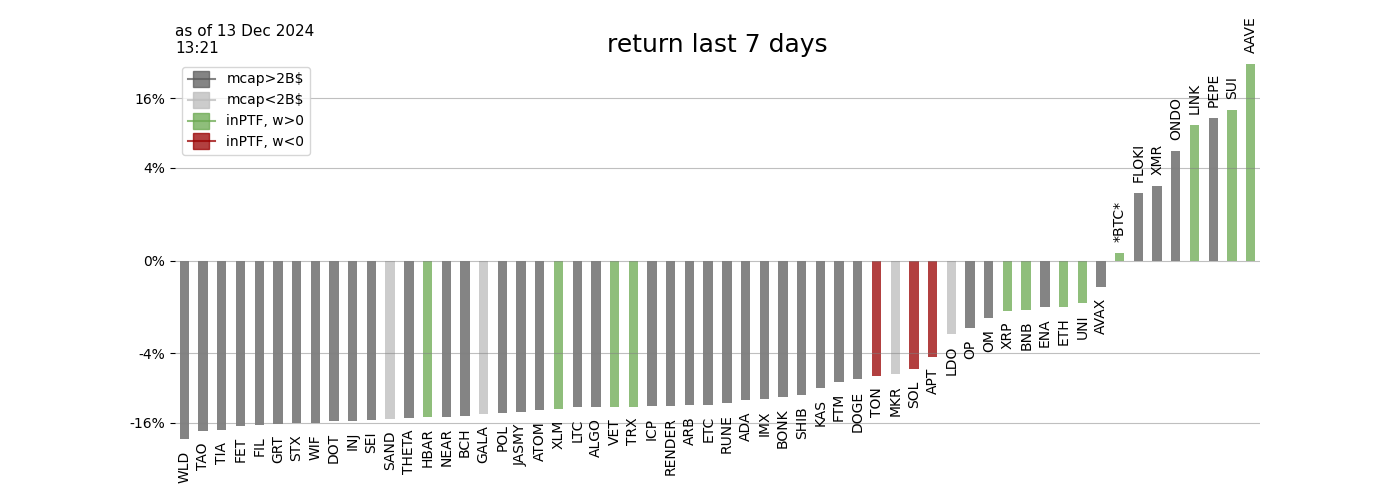 as of 13 Dec 2024
13:21
return last 7 days
mcap>2B$
mcap<2B$
inPTF, w>0
inPTF, w<0
16%
4%
0%
-4%
-16%
WLD
TAO
TIA
FET
FIL
GRT
STX
WIF
DOT
INJ
SEI
SAND
THETA
HBAR
NEAR
BCH
GALA
POL
JASMY
ATOM
XLM
LTC
ALGO
VET
TRX
ICP
RENDER
ARB
ETC
RUNE
ADA
IMX
BONK
SHIB
KAS
FTM
DOGE
TON
MKR
SOL
APT
LDO
OP
OM
XRP
BNB
ENA
ETH
UNI
AVAX
*BTC*
FLOKI
XMR
ONDO
LINK
PEPE
SUI
AAVE